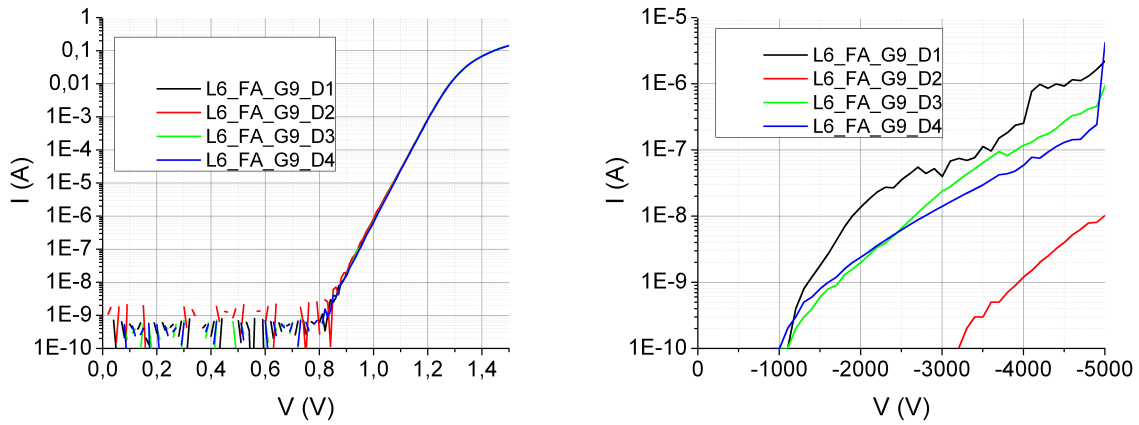 1
0,1
0,01
1E-3
1E-4
1E-5
1E-6
1E-7
1E-8
1E-9
1E-10
I (A)
L6_FA_G9_D1
L6_FA_G9_D2
L6_FA_G9_D3
L6_FA_G9_D4
0,0 0,2 0,4 0,6 0,8 1,0 1,2 1,4
V (V)
1E-5
1E-6
1E-7
1E-8
1E-9
1E-10
I (A)
L6_FA_G9_D1
L6_FA_G9_D2
L6_FA_G9_D3
L6_FA_G9_D4
0 -1000 -2000 -3000 -4000 -5000
V (V)